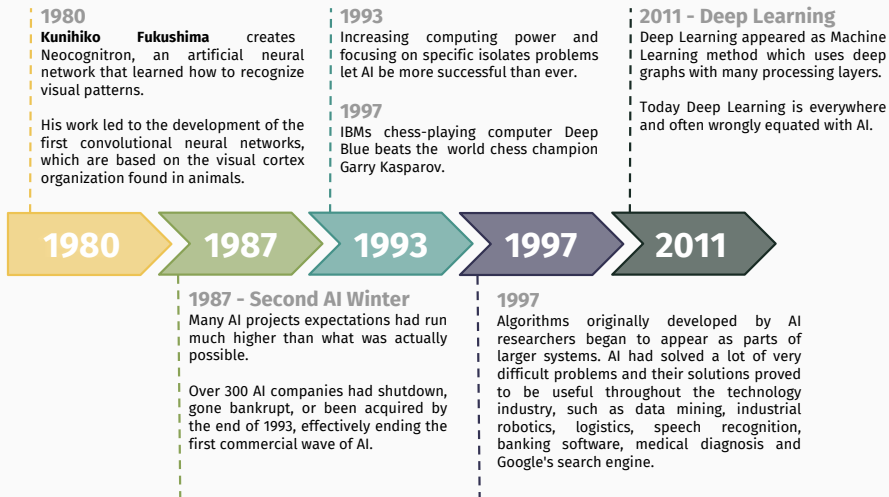 1980
Kunihiko Fukushima creates
Neocognitron, an artificial neural
network that learned how to recognize
visual patterns.
His work led to the development of the
first convolutional neural networks,
which are based on the visual cortex
organization found in animals.
1993
Increasing computing power and
focusing on specific isolates problems
let AI be more successful than ever.
1997
IBMs chess-playing computer Deep
Blue beats the world chess champion
Garry Kasparov.
2011 - Deep Learning
Deep Learning appeared as Machine
Learning method which uses deep
graphs with many processing layers.
Today Deep Learning is everywhere
and often wrongly equated with AI.
1980
1987
1993
1997
2011
1987 - Second AI Winter
Many AI projects expectations had run
much higher than what was actually
possible.
Over 300 AI companies had shutdown,
gone bankrupt, or been acquired by
the end of 1993, effectively ending the
first commercial wave of AI.
1997
Algorithms originally developed by AI
researchers began to appear as parts of
larger systems. AI had solved a lot of very
difficult problems and their solutions proved
to be useful throughout the technology
industry, such as data mining, industrial
robotics, logistics, speech recognition,
banking software, medical diagnosis and
Google's search engine.